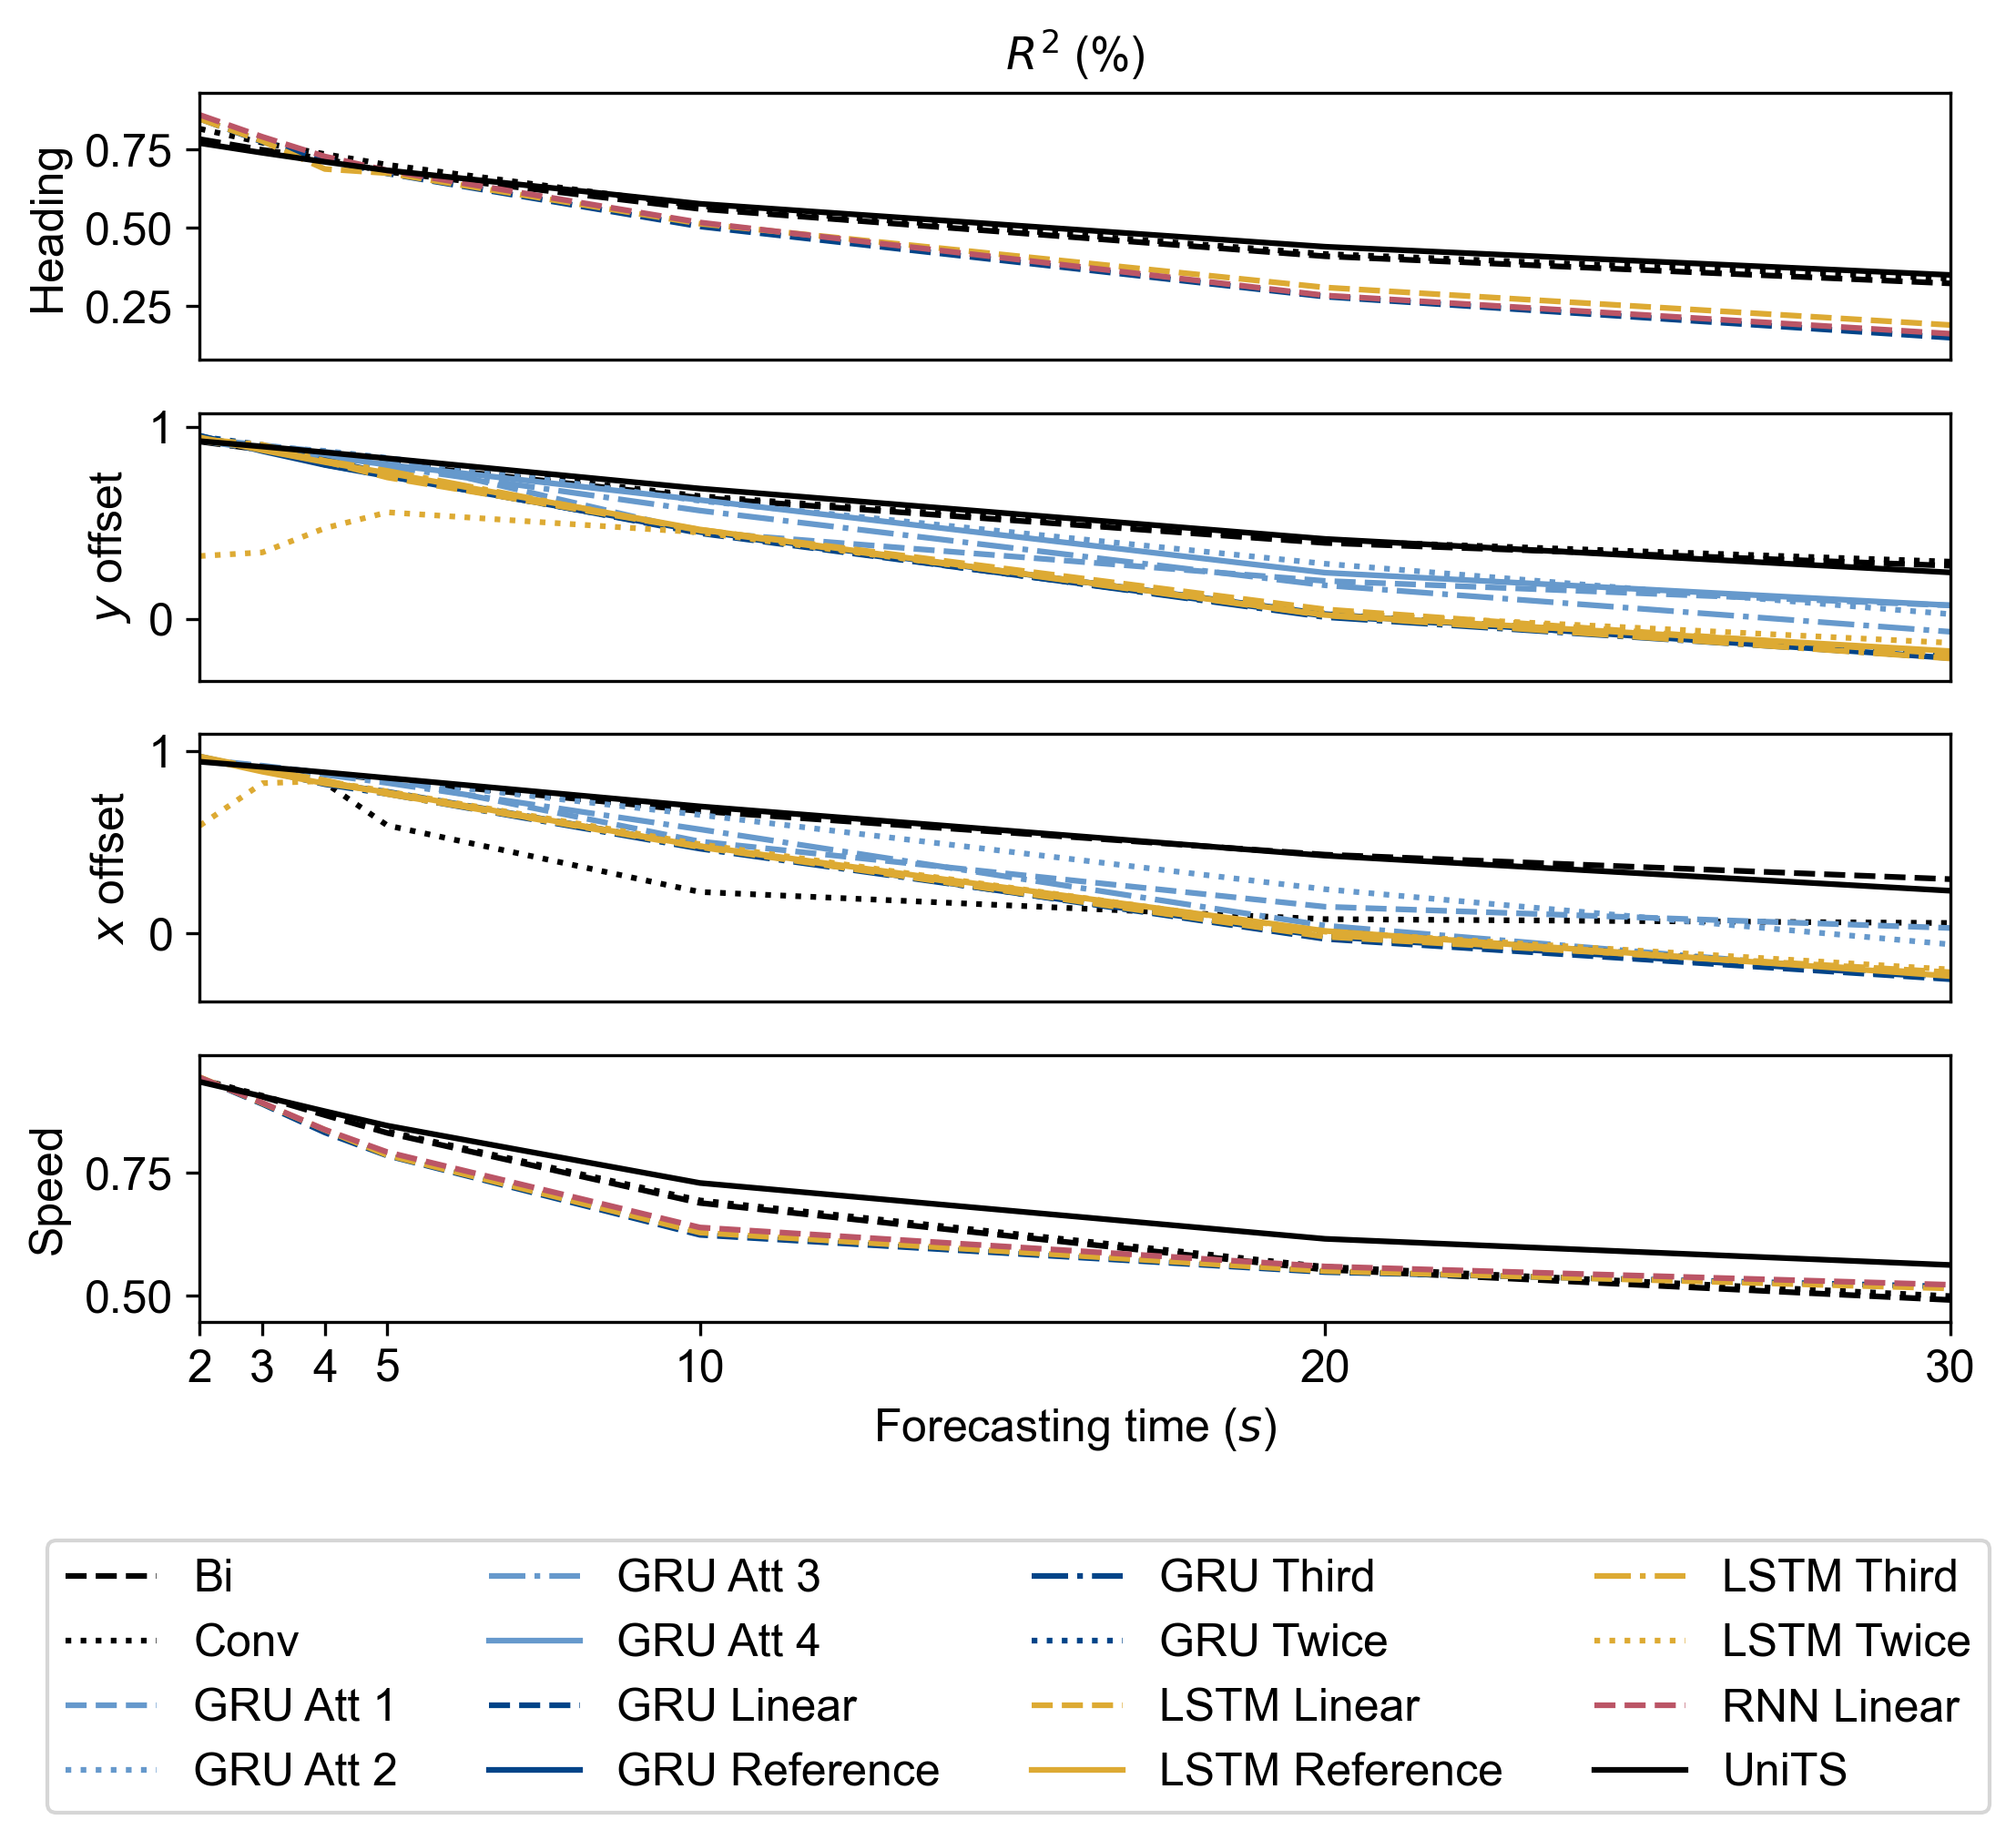 R² (%)
Heading
0.75
0.50
0.25
y offset
1
0
x offset
1
0
Speed
0.75
0.50
2 3 4 5 10 20 30
Forecasting time (s)
Bi
Conv
GRU Att 1
GRU Att 2
GRU Att 3
GRU Att 4
GRU Linear
GRU Reference
GRU Third
GRU Twice
LSTM Linear
LSTM Reference
LSTM Third
LSTM Twice
RNN Linear
UniTS